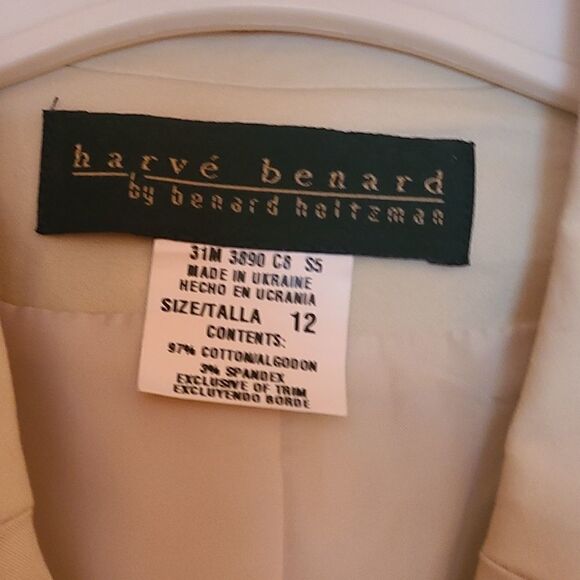 harvé benard
by benard holtzman
31M 3890 C8 S5
MADE IN UKRAINE
HECHO EN UCRANIA
SIZE/TALLA 12
CONTENTS:
97% COTTON/ALGODON
3% SPANDEX
EXCLUSIVE OF TRIM
EXCLUYENDO BORDE